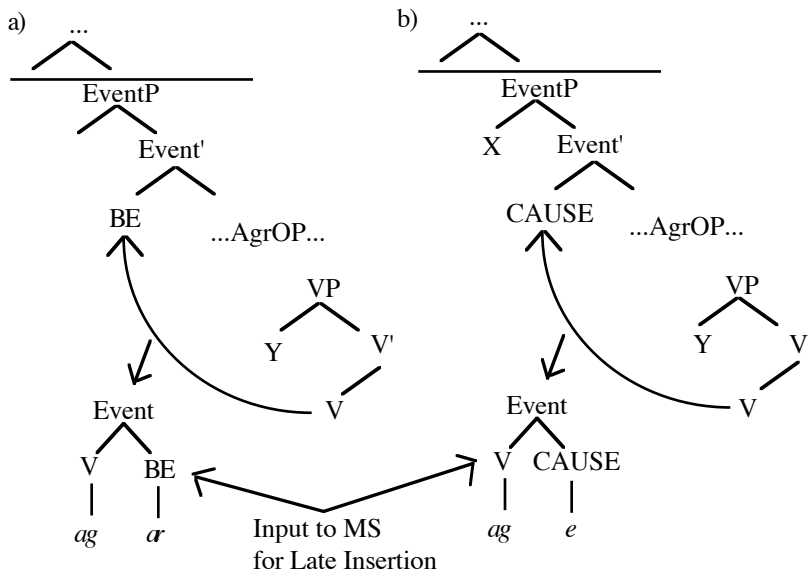 a)
...
EventP
Event'
BE
...AgrOP...
VP
Y
V'
V
Event
V
BE
ag
ar
b)
...
EventP
X
Event'
CAUSE
...AgrOP...
VP
Y
V
V
Event
V
CAUSE
ag
e
Input to MS
for Late Insertion